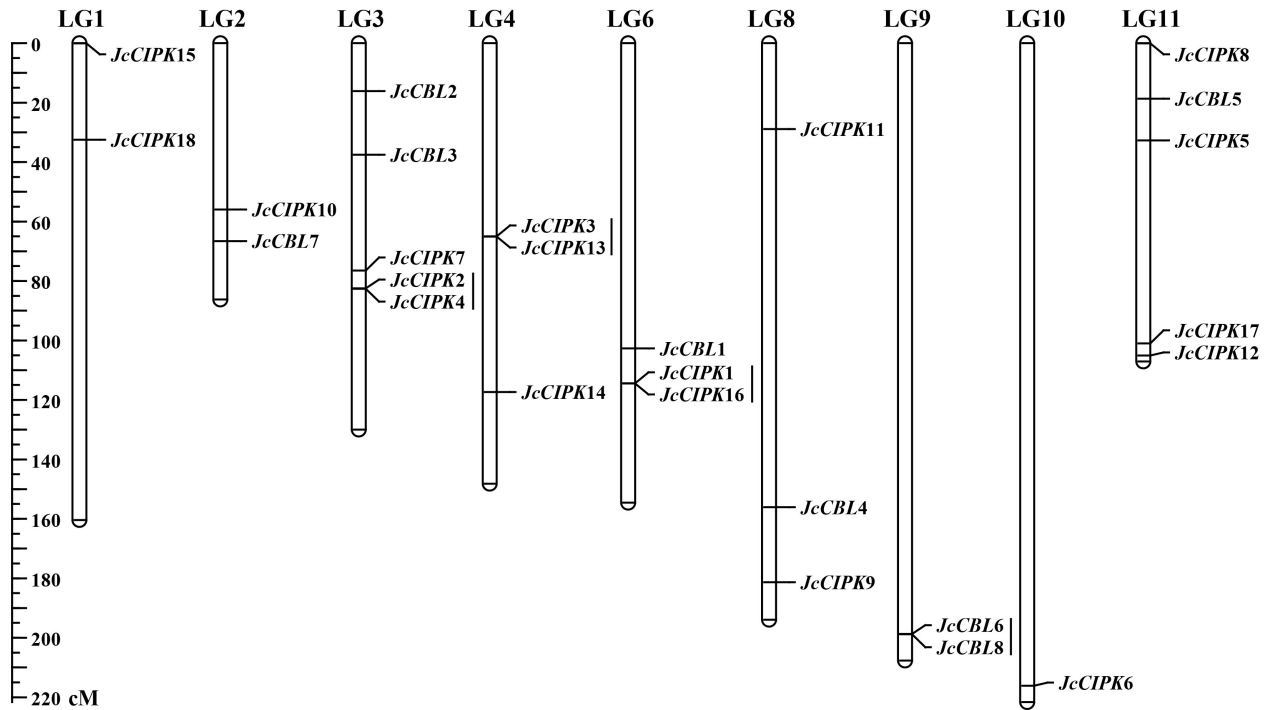 LG1 LG2 LG3 LG4 LG6 LG8 LG9 LG10 LG11
0
20
40
60
80
100
120
140
160
180
200
220 cM
JcCIPK15
JcCIPK18
JcCIPK10
JcCBL7
JcCBL2
JcCBL3
JcCIPK7
JcCIPK2
JcCIPK4
JcCIPK3
JcCIPK13
JcCIPK14
JcCBL1
JcCIPK1
JcCIPK16
JcCIPK11
JcCBL4
JcCIPK9
JcCBL6
JcCBL8
JcCIPK6
JcCIPK8
JcCBL5
JcCIPK5
JcCIPK17
JcCIPK12